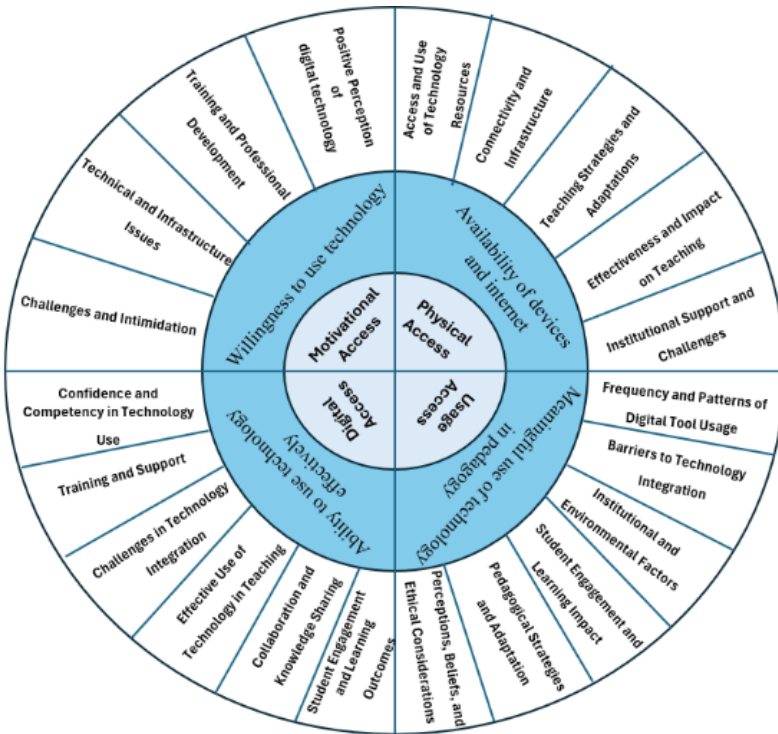 Positive Perception
of
digital technology
Training and Professional
Development
Technical and Infrastructure
Issues
Challenges and Intimidation
Access and Use
of Technology
Resources
Connectivity and
Infrastructure
Teaching Strategies and
Adaptations
Effectiveness and Impact
on Teaching
Institutional Support and
Challenges
Willingness to use technology
Availability of devices
and internet
Motivational
Access
Physical
Access
Digital
Access
Usage
Access
Ability to use technology
effectively
Meaningful use of technology
in pedagogy
Confidence and
Competency in Technology
Use
Training and Support
Challenges in Technology
Integration
Effective Use of
Technology in Teaching
Collaboration and
Knowledge Sharing
Student Engagement
and Learning
Outcomes
Frequency and Patterns of
Digital Tool Usage
Barriers to Technology
Integration
Institutional and
Environmental Factors
Student Engagement and
Learning Impact
Pedagogical Strategies
and Adaptation
Perceptions, Beliefs, and
Ethical Considerations